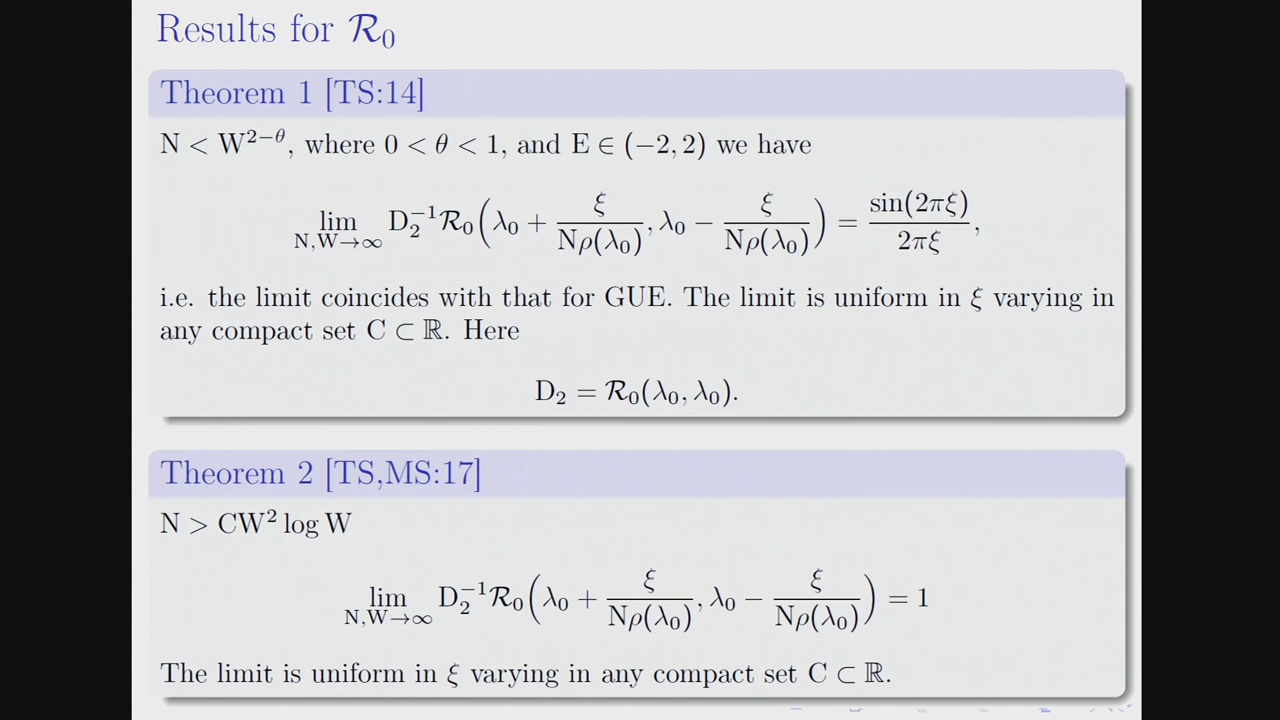 Results for ℛ₀
Theorem 1 [TS:14]
N < W^{2−θ}, where 0 < θ < 1, and E ∈ (−2, 2) we have
lim_{N,W→∞} D₂^{−1}ℛ₀(λ₀ + ξ/(Nρ(λ₀)), λ₀ − ξ/(Nρ(λ₀))) = sin(2πξ)/(2πξ),
i.e. the limit coincides with that for GUE. The limit is uniform in ξ varying in
any compact set C ⊂ ℝ. Here
D₂ = ℛ₀(λ₀, λ₀).
Theorem 2 [TS,MS:17]
N > CW² log W
lim_{N,W→∞} D₂^{−1}ℛ₀(λ₀ + ξ/(Nρ(λ₀)), λ₀ − ξ/(Nρ(λ₀))) = 1
The limit is uniform in ξ varying in any compact set C ⊂ ℝ.